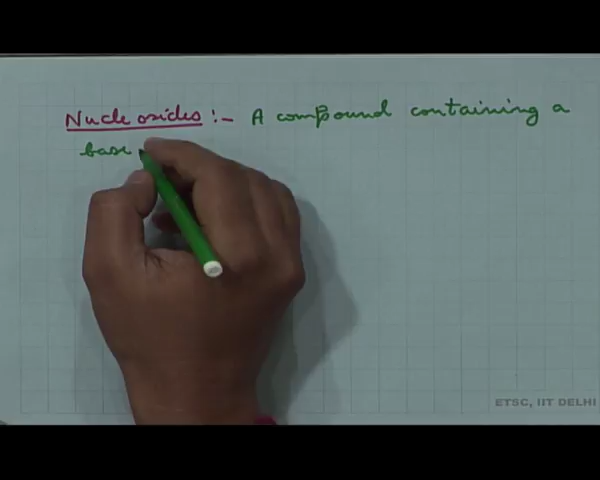 Nucleosides :- A compound containing a
base
ETSC, IIT DELHI